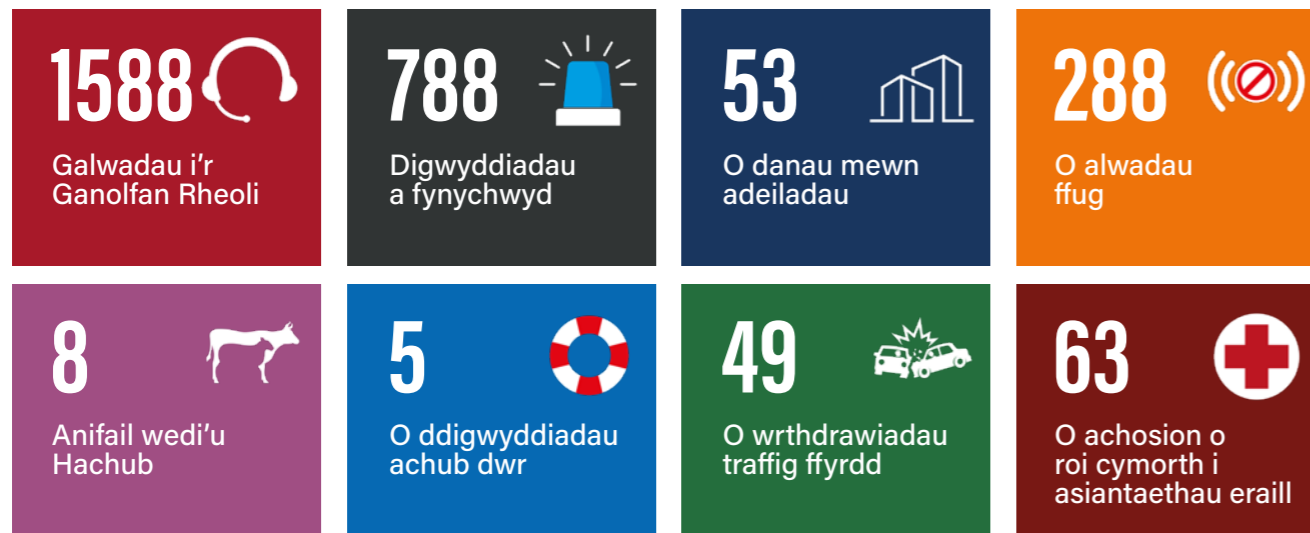 1588
Galwadau i'r
Ganolfan Rheoli
788
Digwyddiadau
a fynychwyd
53
O danau mewn
adeiladau
288
O alwadau
ffug
8
Anifail wedi'u
Hachub
5
O ddigwyddiadau
achub dwr
49
O wrthdrawiadau
traffig ffyrdd
63
O achosion o
roi cymorth i
asiantaethau eraill